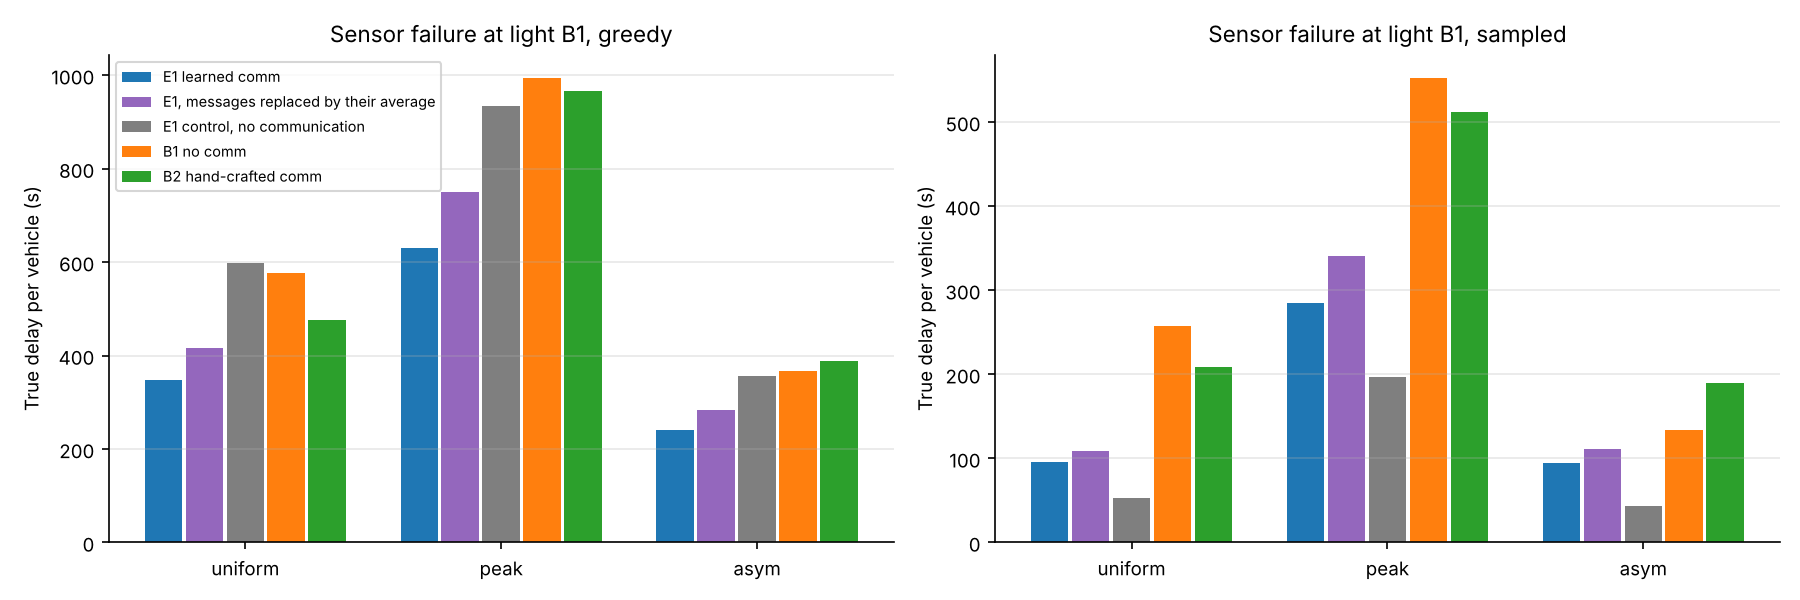 Sensor failure at light B1, greedy
True delay per vehicle (s)
1000
800
600
400
200
0
E1 learned comm
E1, messages replaced by their average
E1 control, no communication
B1 no comm
B2 hand-crafted comm
uniform
peak
asym
Sensor failure at light B1, sampled
True delay per vehicle (s)
500
400
300
200
100
0
uniform
peak
asym